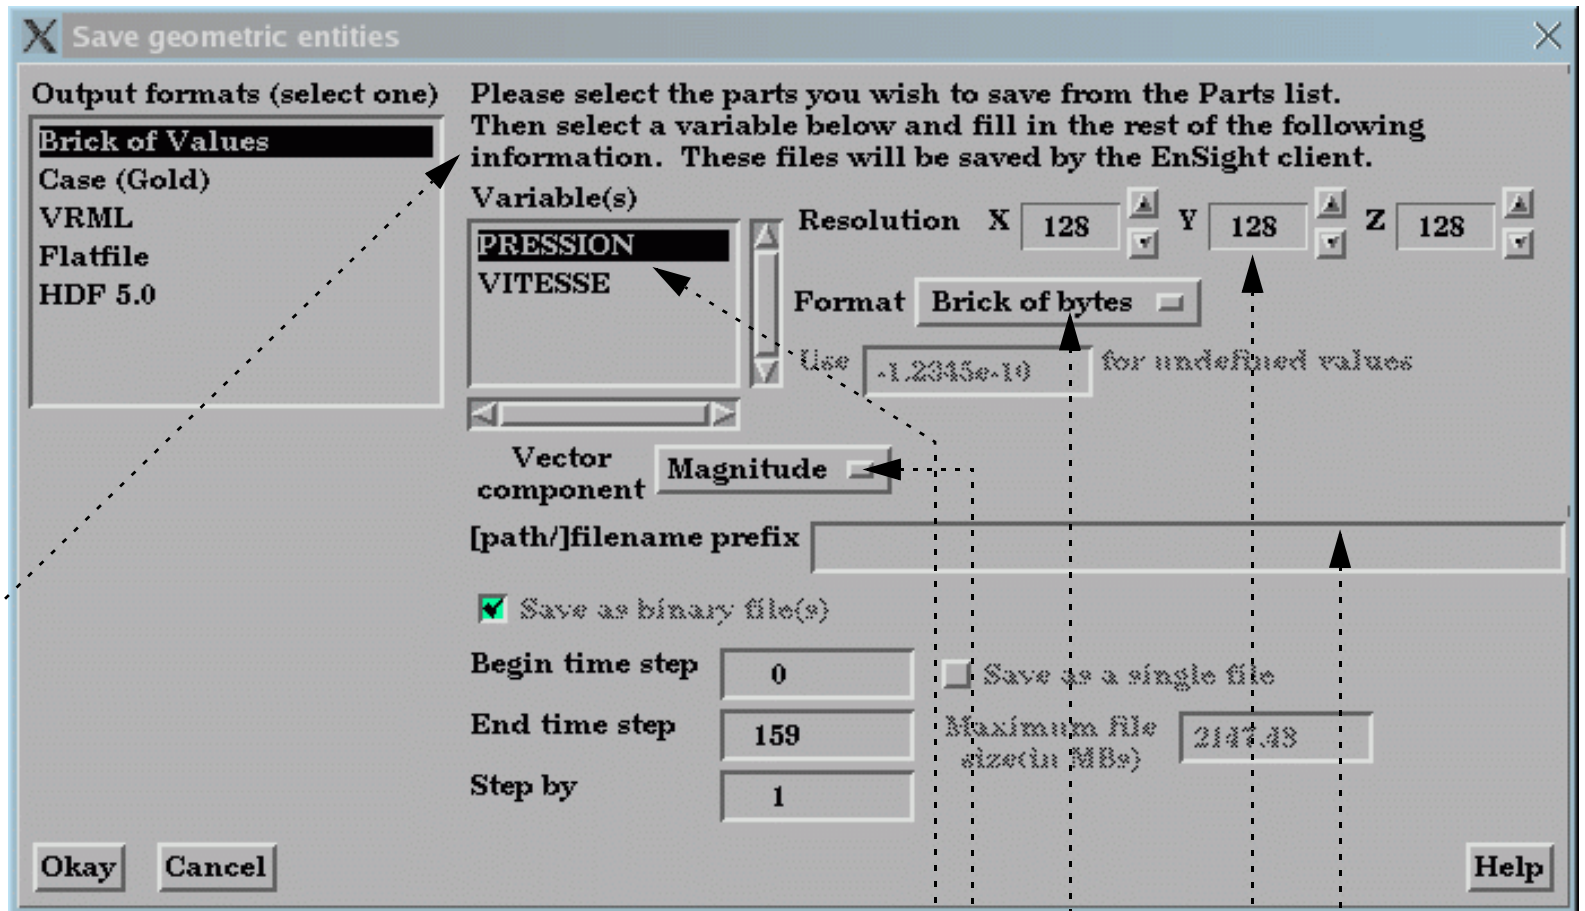 Save geometric entities
Output formats (select one)
Brick of Values
Case (Gold)
VRML
Flatfile
HDF 5.0
Please select the parts you wish to save from the Parts list.
Then select a variable below and fill in the rest of the following
information. These files will be saved by the EnSight client.
Variable(s)
PRESSION
VITESSE
Resolution X 128 Y 128 Z 128
Format Brick of bytes
Use -1.2345e-10 for undefined values
Vector
component Magnitude
[path/]filename prefix
Save as binary file(s)
Begin time step 0
Save as a single file
End time step 159
Maximum file
size(in MBs) 2147.48
Step by 1
Okay Cancel Help